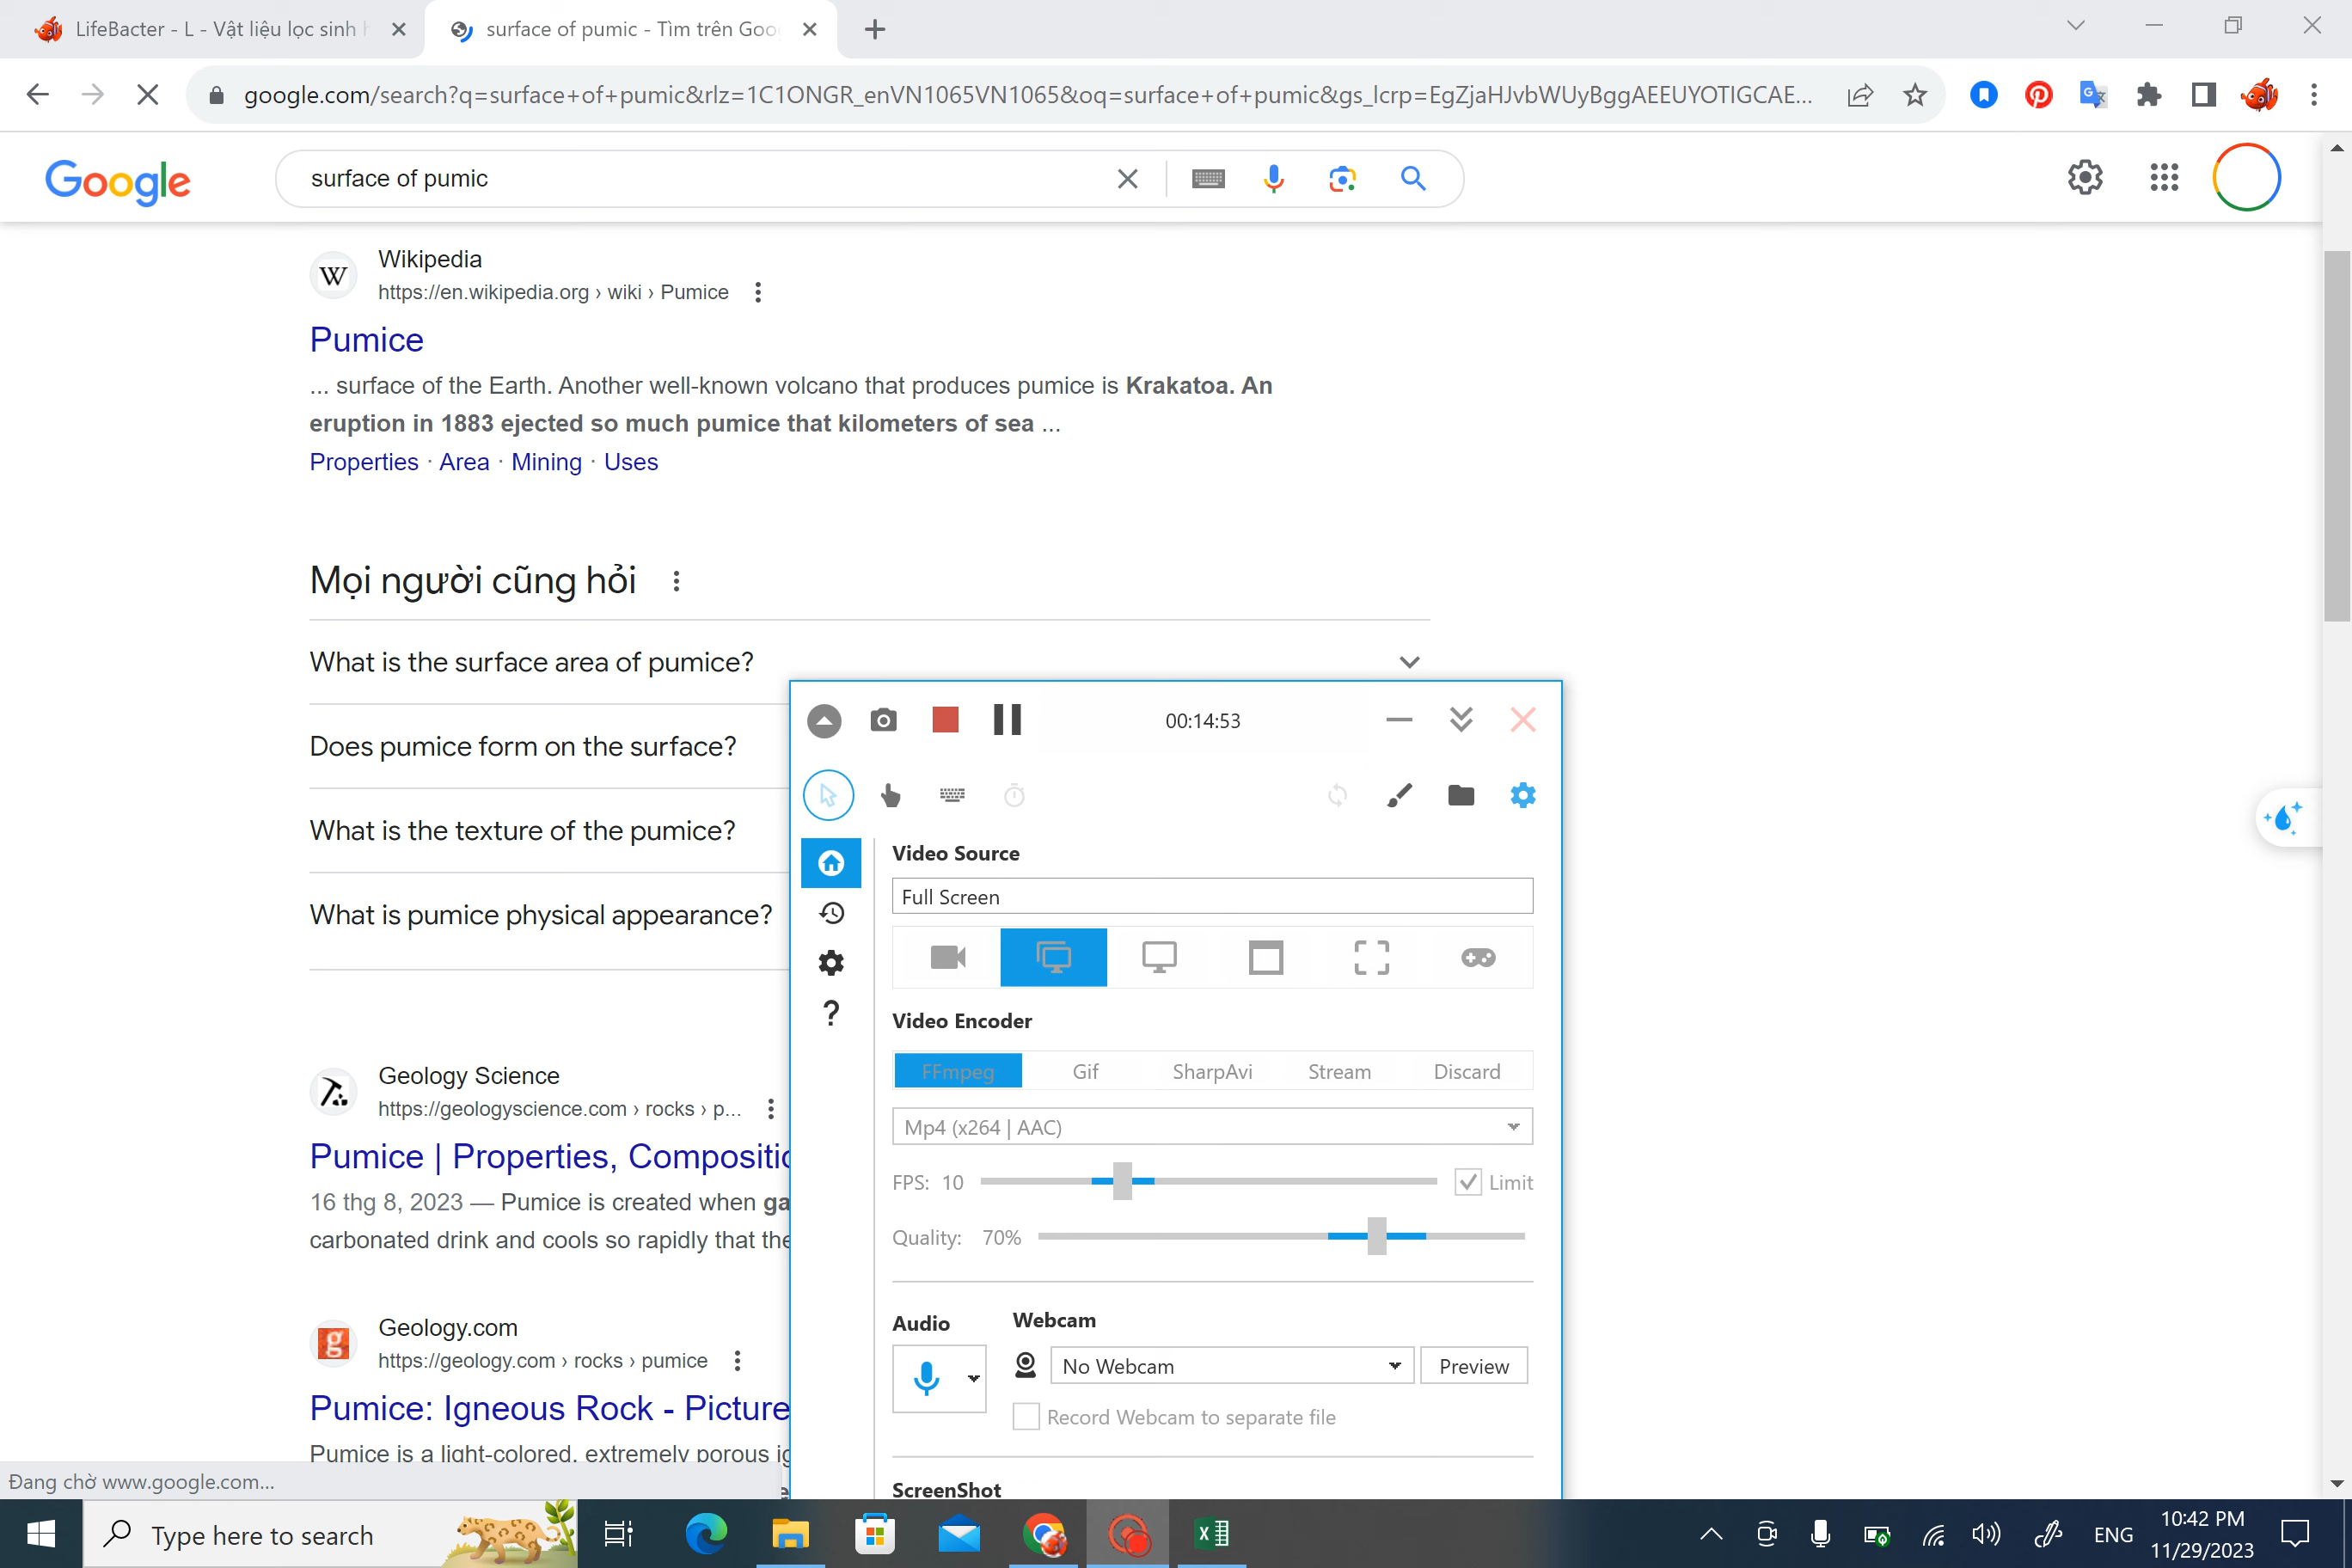 LifeBacter - L - Vật liệu lọc sinh
surface of pumic - Tìm trên Goo
google.com/search?q=surface+of+pumic&rlz=1C1ONGR_enVN1065VN1065&oq=surface+of+pumic&gs_lcrp=EgZjaHJvbWUyBggAEEUYOTIGCAE...
Google
surface of pumic
W
Wikipedia
https://en.wikipedia.org › wiki › Pumice
Pumice
... surface of the Earth. Another well-known volcano that produces pumice is Krakatoa. An
eruption in 1883 ejected so much pumice that kilometers of sea ...
Properties · Area · Mining · Uses
Mọi người cũng hỏi
What is the surface area of pumice?
Does pumice form on the surface?
What is the texture of the pumice?
What is pumice physical appearance?
Geology Science
https://geologyscience.com › rocks › p...
Pumice | Properties, Compositio
16 thg 8, 2023 — Pumice is created when ga
carbonated drink and cools so rapidly that the
g
Geology.com
https://geology.com › rocks › pumice
Pumice: Igneous Rock - Picture
Pumice is a light-colored, extremely porous ig
Đang chờ www.google.com...
00:14:53
Video Source
Full Screen
Video Encoder
FFmpeg Gif SharpAvi Stream Discard
Mp4 (x264 | AAC)
FPS: 10 Limit
Quality: 70%
Audio
Webcam
No Webcam
Preview
Record Webcam to separate file
ScreenShot
Type here to search
ENG
10:42 PM
11/29/2023